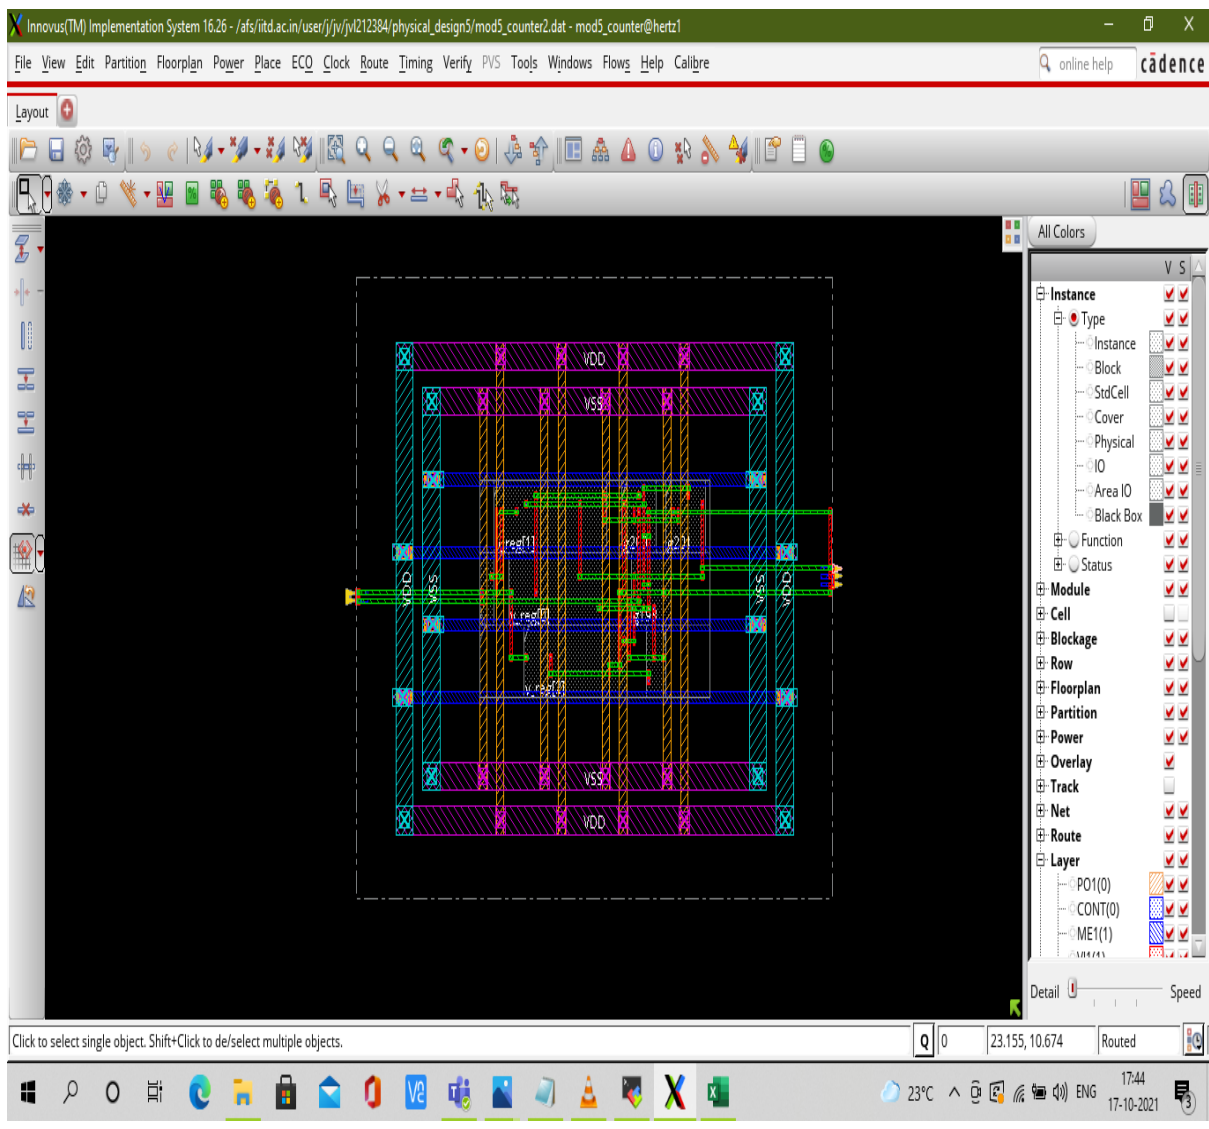 Innovus(TM) Implementation System 16.26 - /afs/iitd.ac.in/user/j/jv/jvl212384/physical_design5/mod5_counter2.dat - mod5_counter@hertz1
File View Edit Partition Floorplan Power Place ECO Clock Route Timing Verify PVS Tools Windows Flows Help Calibre
online help
cādence
Layout
All Colors
V S
Instance
Type
Instance
Block
StdCell
Cover
Physical
IO
Area IO
Black Box
Function
Status
Module
Cell
Blockage
Row
Floorplan
Partition
Power
Overlay
Track
Net
Route
Layer
PO1(0)
CONT(0)
ME1(1)
VI1(1)
Detail Speed
VDD
VSS
VDD
VSS
VSS
VDD
VSS
VDD
Click to select single object. Shift+Click to de/select multiple objects.
Q
0
23.155, 10.674
Routed
23°C
ENG
17:44
17-10-2021
3